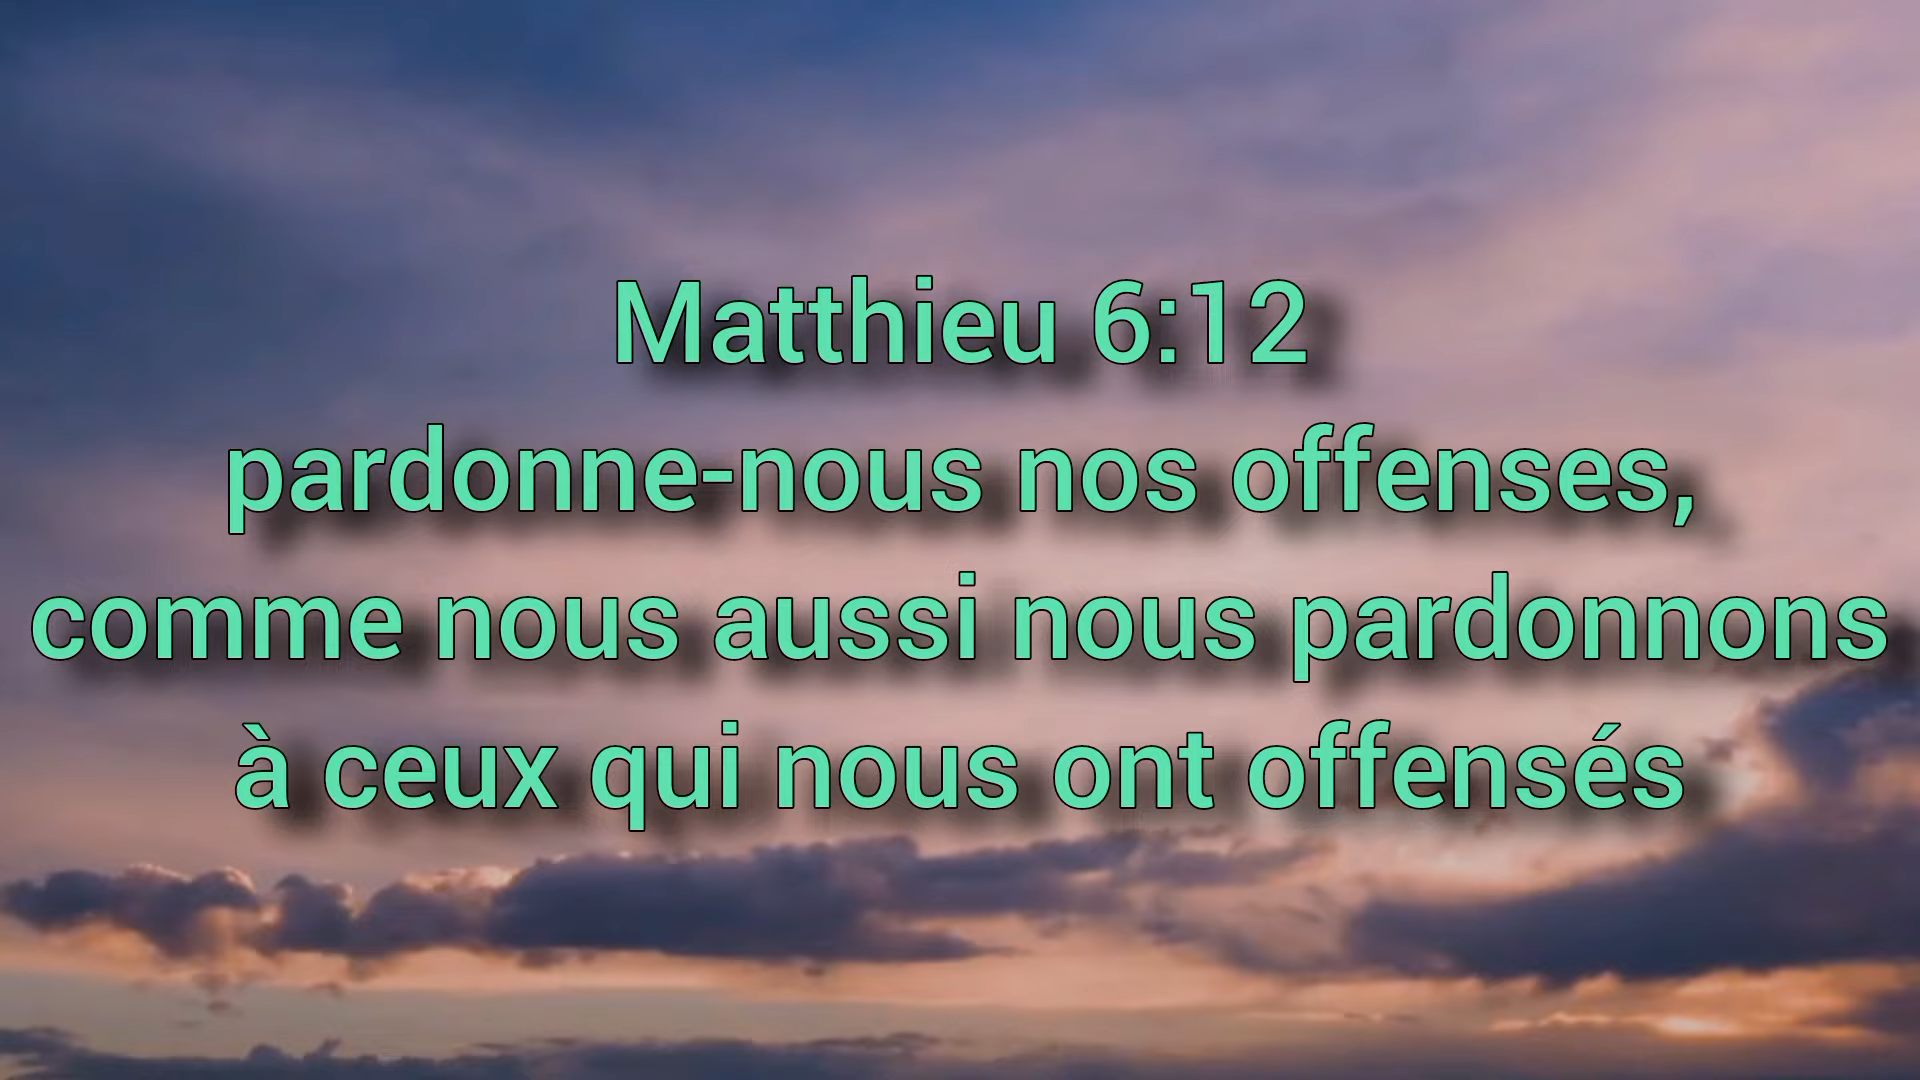 Matthieu 6:12
pardonne-nous nos offenses,
comme nous aussi nous pardonnons
à ceux qui nous ont offensés